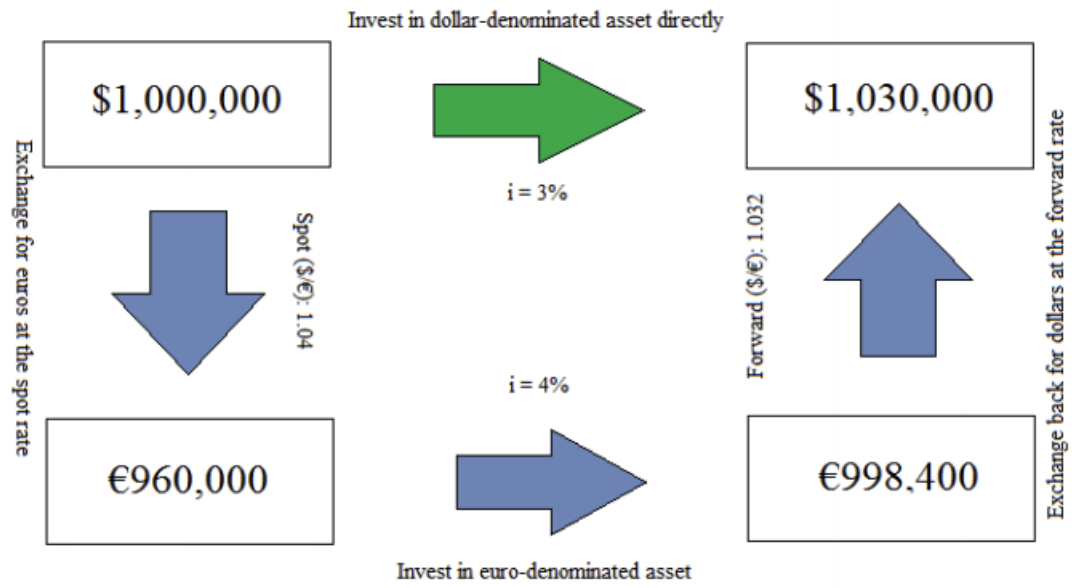 Invest in dollar-denominated asset directly
$1,000,000
$1,030,000
i = 3%
Exchange for euros at the spot rate
Spot ($/€): 1.04
Forward ($/€): 1.032
Exchange back for dollars at the forward rate
i = 4%
€960,000
€998,400
Invest in euro-denominated asset